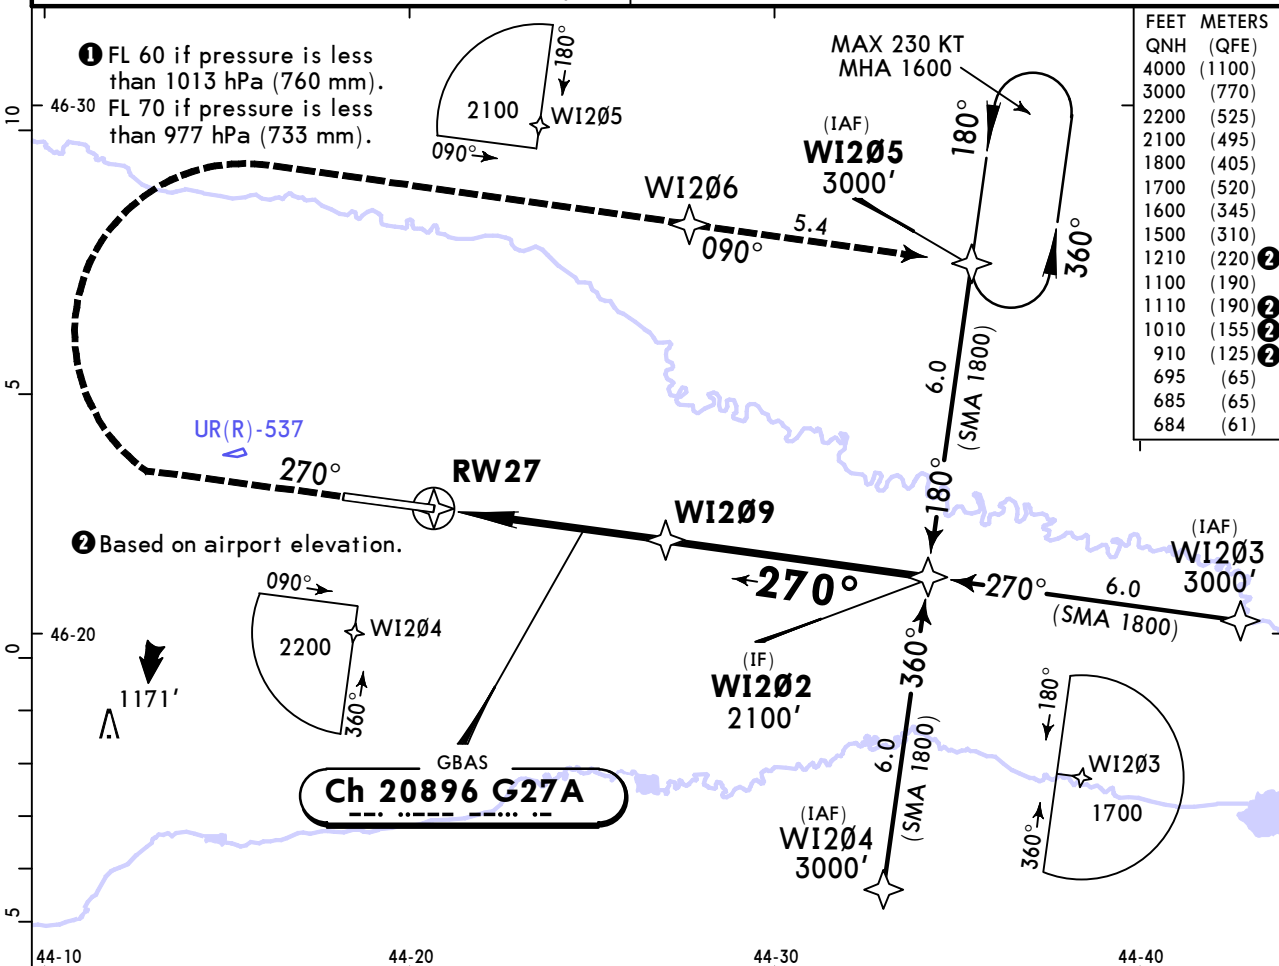 ❶ FL 60 if pressure is less
than 1013 hPa (760 mm).
FL 70 if pressure is less
than 977 hPa (733 mm).
46-30
10
2100
180°
WI2Ø5
090°
MAX 230 KT
MHA 1600
(IAF)
WI2Ø5
3000'
180°
360°
WI2Ø6
5.4
090°
FEET METERS
QNH (QFE)
4000 (1100)
3000 (770)
2200 (525)
2100 (495)
1800 (405)
1700 (520)
1600 (345)
1500 (310)
1210 (220) ❷
1100 (190)
1110 (190) ❷
1010 (155) ❷
910 (125) ❷
695 (65)
685 (65)
684 (61)
5
6.0
(SMA 1800)
180°
UR(R)-537
270°
RW27
WI2Ø9
270°
❷ Based on airport elevation.
(IAF)
WI2Ø3
3000'
270°
6.0
(SMA 1800)
090°
2200
WI2Ø4
360°
46-20
0
1171'
(IF)
WI2Ø2
2100'
360°
6.0
(SMA 1800)
180°
WI2Ø3
1700
360°
GBAS
Ch 20896 G27A
(IAF)
WI2Ø4
3000'
5
44-10
44-20
44-30
44-40